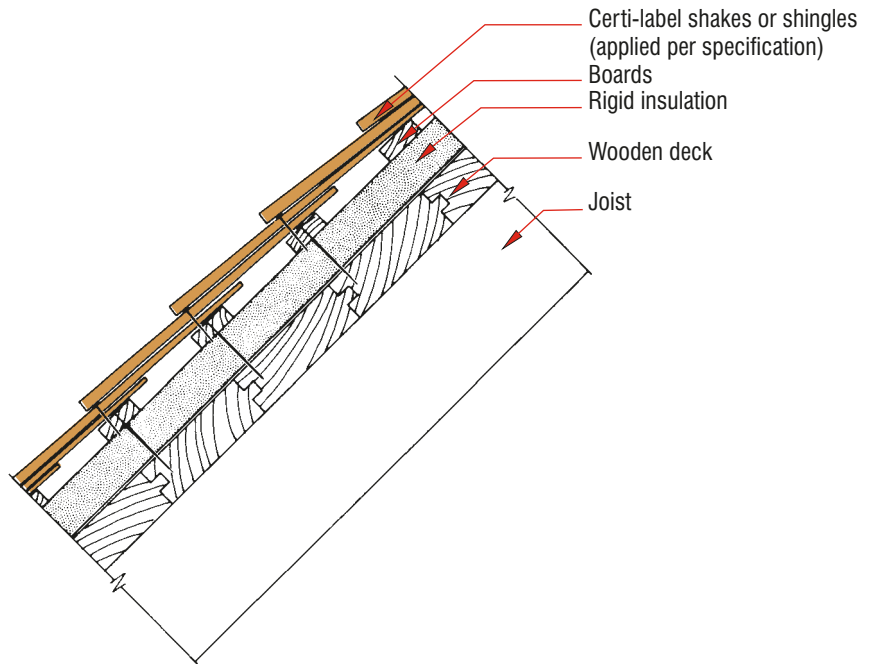 Certi-label shakes or shingles
(applied per specification)
Boards
Rigid insulation
Wooden deck
Joist